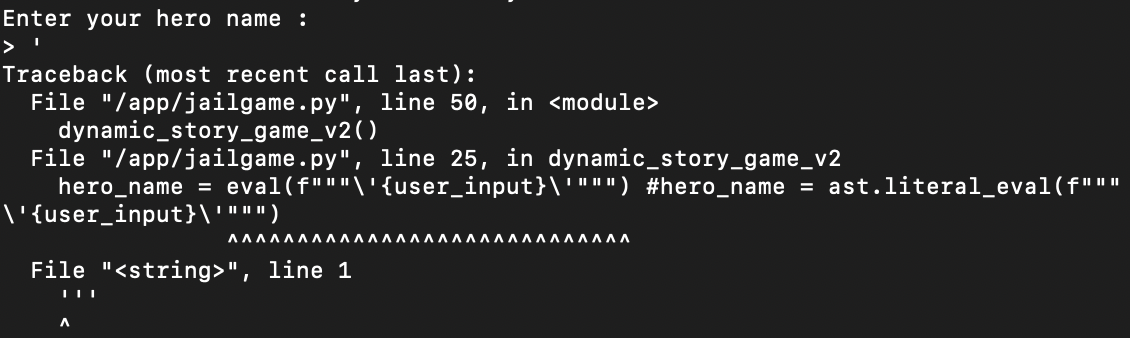 Enter your hero name :
> '
Traceback (most recent call last):
  File "/app/jailgame.py", line 50, in <module>
    dynamic_story_game_v2()
  File "/app/jailgame.py", line 25, in dynamic_story_game_v2
    hero_name = eval(f"""\'{user_input}\'""") #hero_name = ast.literal_eval(f"""
\'{user_input}\'""")
                ^^^^^^^^^^^^^^^^^^^^^^^^^^^^^
  File "<string>", line 1
    '''
    ^